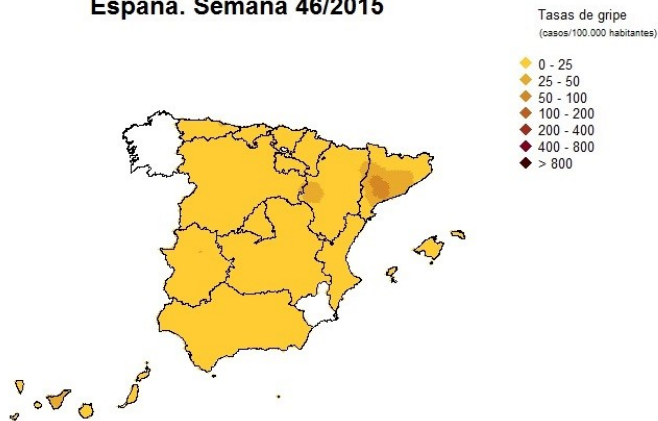 España. Semana 46/2015
Tasas de gripe
(casos/100.000 habitantes)
0 - 25
25 - 50
50 - 100
100 - 200
200 - 400
400 - 800
> 800